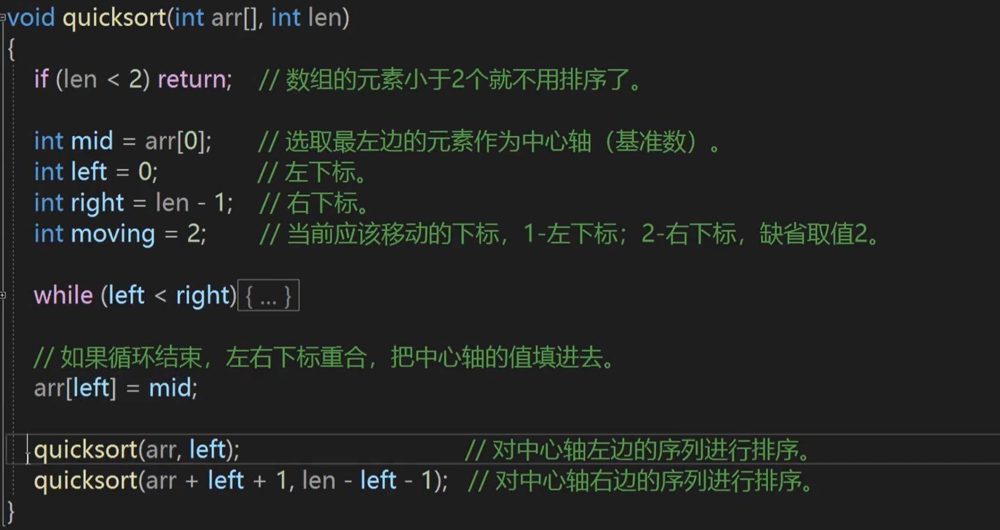 void quicksort(int arr[], int len)
{
if (len < 2) return; // 数组的元素小于2个就不用排序了。
int mid = arr[0]; // 选取最左边的元素作为中心轴（基准数）。
int left = 0; // 左下标。
int right = len - 1; // 右下标。
int moving = 2; // 当前应该移动的下标，1-左下标；2-右下标，缺省取值2。
while (left < right){ ... }
// 如果循环结束，左右下标重合，把中心轴的值填进去。
arr[left] = mid;
quicksort(arr, left); // 对中心轴左边的序列进行排序。
quicksort(arr + left + 1, len - left - 1); // 对中心轴右边的序列进行排序。
}